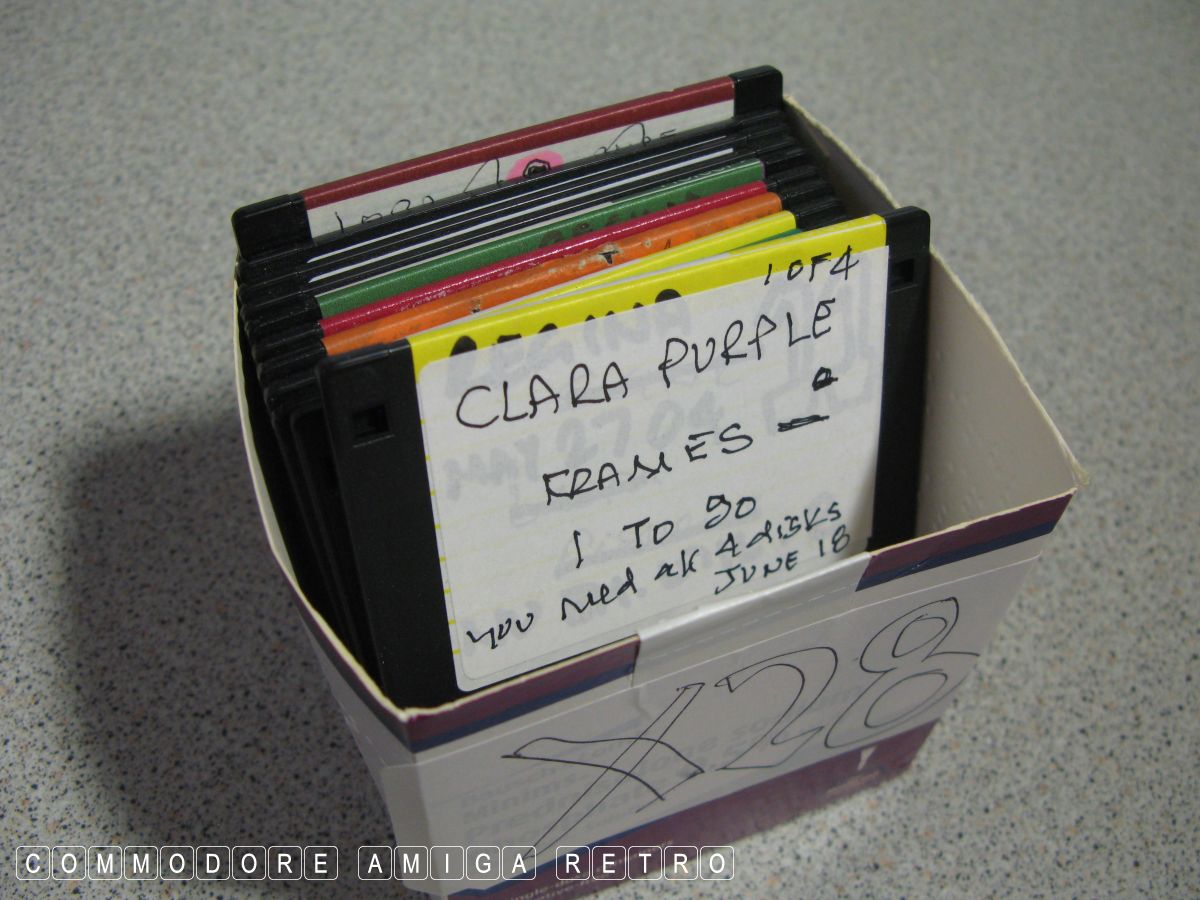 1 OF 4
CLARA PURPLE
FRAMES –
1 TO 90
YOU NEED ALL 4 DISKS
JUNE 18
X28
COMMODORE AMIGA RETRO